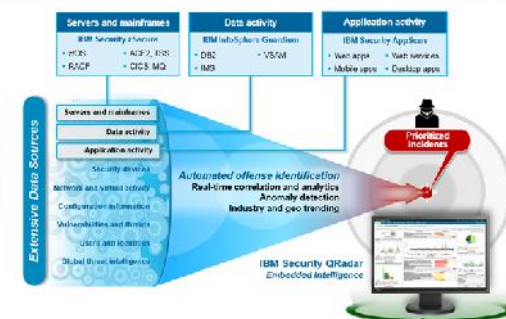 Servers and mainframes
IBM Security zSecure
• z/OS • ACF2, TSS
• RACF • CICS, MQ
Data activity
IBM InfoSphere Guardium
• DB2 • VSAM
• IMS
Application activity
IBM Security AppScan
• Web apps • Web services
• Mobile apps • Desktop apps
Extensive Data Sources
Servers and mainframes
Data activity
Application activity
Security devices
Network and virtual activity
Configuration information
Vulnerabilities and threats
Users and identities
Global threat intelligence
Automated offense identification
Real-time correlation and analytics
Anomaly detection
Industry and geo trending
Prioritized
Incidents
IBM Security QRadar
Embedded Intelligence